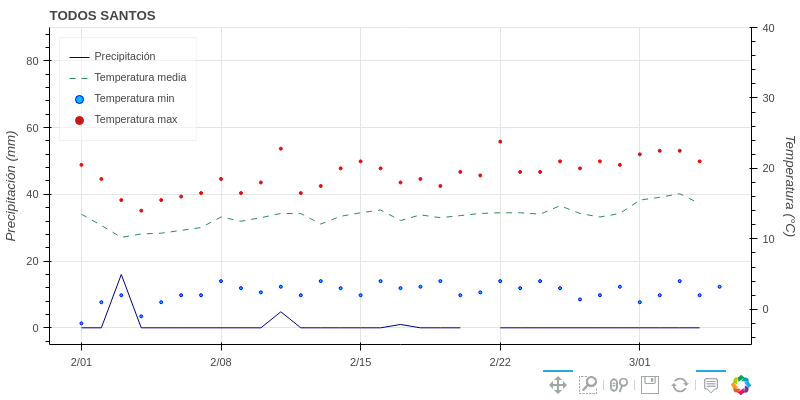 TODOS SANTOS
Precipitación
Temperatura media
Temperatura min
Temperatura max
Precipitación (mm)
80
60
40
20
0
Temperatura (°C)
40
30
20
10
0
2/01
2/08
2/15
2/22
3/01